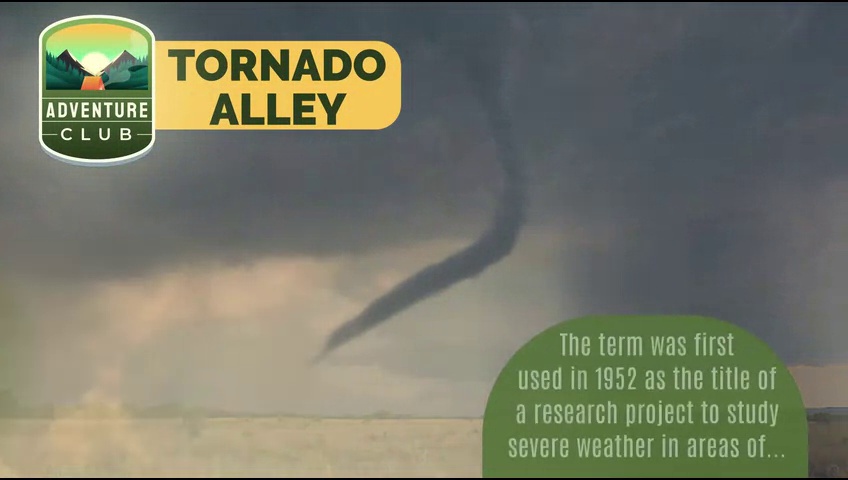 ADVENTURE
CLUB
TORNADO
ALLEY
The term was first
used in 1952 as the title of
a research project to study
severe weather in areas of...